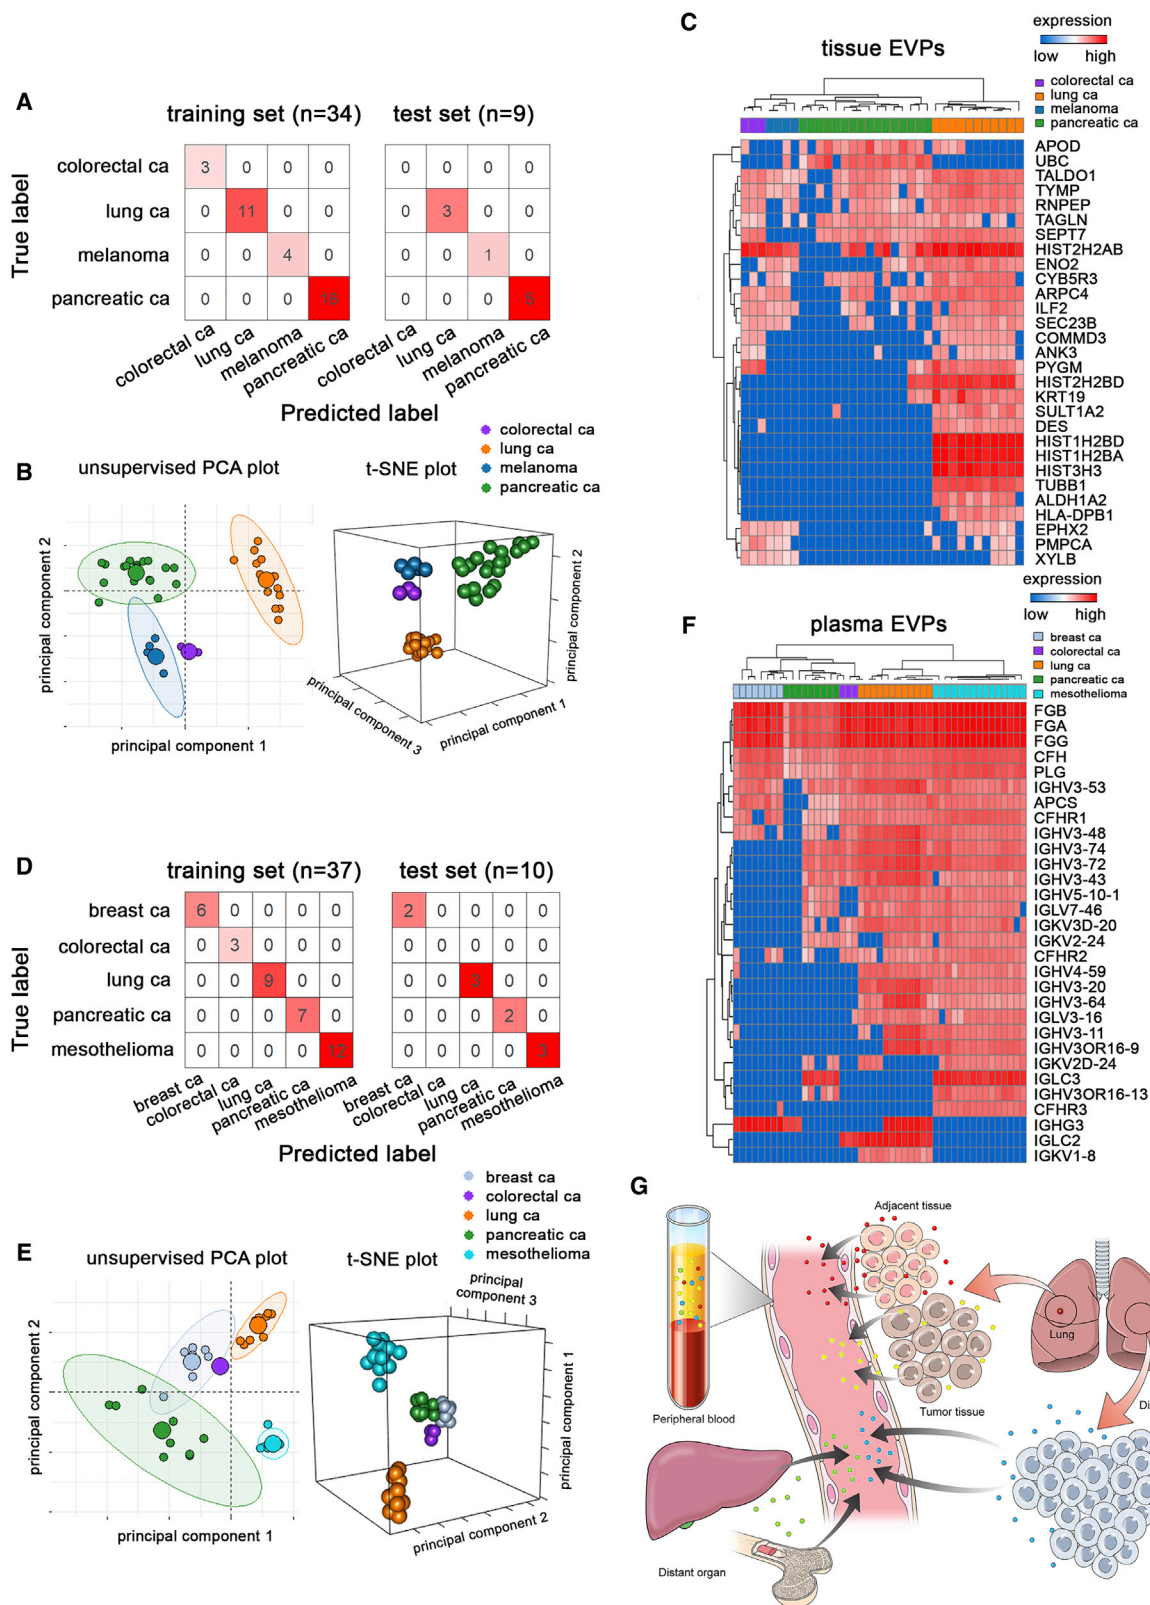 A
training set (n=34)
test set (n=9)
True label
colorectal ca
lung ca
melanoma
pancreatic ca
3 0 0 0
0 11 0 0
0 0 4 0
0 0 0 16
0 0 0 0
0 3 0 0
0 0 1 0
0 0 0 5
colorectal ca
lung ca
melanoma
pancreatic ca
colorectal ca
lung ca
melanoma
pancreatic ca
Predicted label
colorectal ca
lung ca
melanoma
pancreatic ca
B
unsupervised PCA plot
t-SNE plot
principal component 2
principal component 1
principal component 3
principal component 1
principal component 2
C
tissue EVPs
expression
low high
colorectal ca
lung ca
melanoma
pancreatic ca
APOD
UBC
TALDO1
TYMP
RNPEP
TAGLN
SEPT7
HIST2H2AB
ENO2
CYB5R3
ARPC4
ILF2
SEC23B
COMMD3
ANK3
PYGM
HIST2H2BD
KRT19
SULT1A2
DES
HIST1H2BD
HIST1H2BA
HIST3H3
TUBB1
ALDH1A2
HLA-DPB1
EPHX2
PMPCA
XYLB
D
training set (n=37)
test set (n=10)
True label
breast ca
colorectal ca
lung ca
pancreatic ca
mesothelioma
6 0 0 0 0
0 3 0 0 0
0 0 9 0 0
0 0 0 7 0
0 0 0 0 12
2 0 0 0 0
0 0 0 0 0
0 0 3 0 0
0 0 0 2 0
0 0 0 0 3
breast ca
colorectal ca
lung ca
pancreatic ca
mesothelioma
breast ca
colorectal ca
lung ca
pancreatic ca
mesothelioma
Predicted label
breast ca
colorectal ca
lung ca
pancreatic ca
mesothelioma
E
unsupervised PCA plot
t-SNE plot
principal component 2
principal component 1
principal
component 3
principal component 1
principal component 2
F
plasma EVPs
expression
low high
breast ca
colorectal ca
lung ca
pancreatic ca
mesothelioma
FGB
FGA
FGG
CFH
PLG
IGHV3-53
APCS
CFHR1
IGHV3-48
IGHV3-74
IGHV3-72
IGHV3-43
IGHV5-10-1
IGLV7-46
IGKV3D-20
IGKV2-24
CFHR2
IGHV4-59
IGHV3-20
IGHV3-64
IGLV3-16
IGHV3-11
IGHV3OR16-9
IGKV2D-24
IGLC3
IGHV3OR16-13
CFHR3
IGHG3
IGLC2
IGKV1-8
G
Adjacent tissue
Lung
Tumor tissue
Peripheral blood
Di
Distant organ